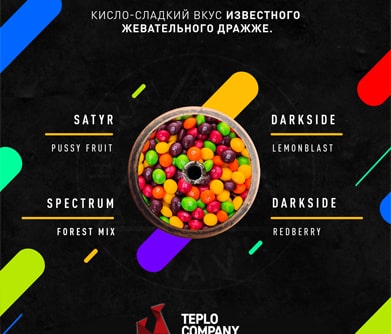 КИСЛО-СЛАДКИЙ ВКУС ИЗВЕСТНОГО
ЖЕВАТЕЛЬНОГО ДРАЖЖЕ.
SATYR
PUSSY FRUIT
DARKSIDE
LEMONBLAST
SPECTRUM
FOREST MIX
DARKSIDE
REDBERRY
TEPLO
COMPANY